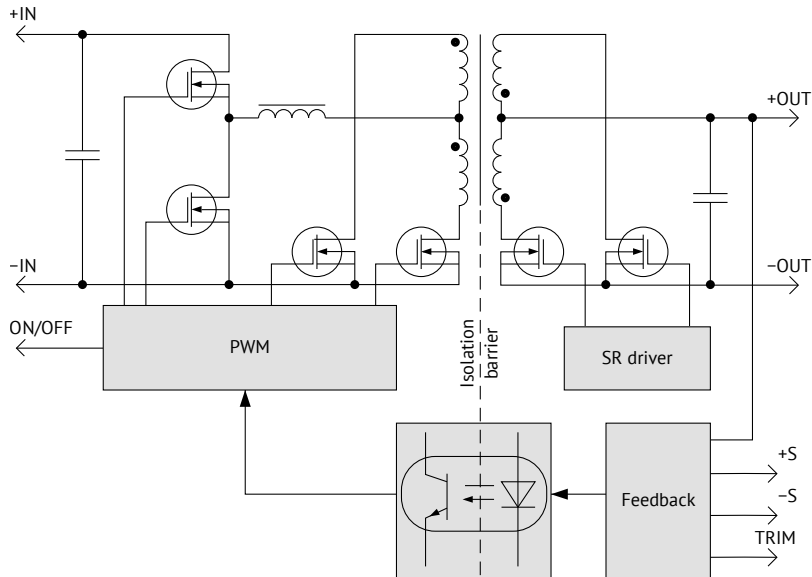 +IN
+OUT
−IN
−OUT
ON/OFF
PWM
Isolation
barrier
SR driver
+S
−S
Feedback
TRIM